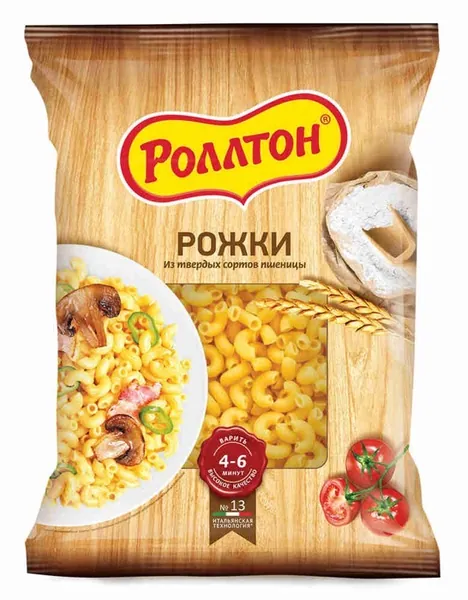 Роллтон®
РОЖКИ
Из твердых сортов пшеницы
ВАРИТЬ
4-6
МИНУТ
ВЫСОКОЕ КАЧЕСТВО
№ 13
ИТАЛЬЯНСКАЯ
ТЕХНОЛОГИЯ*